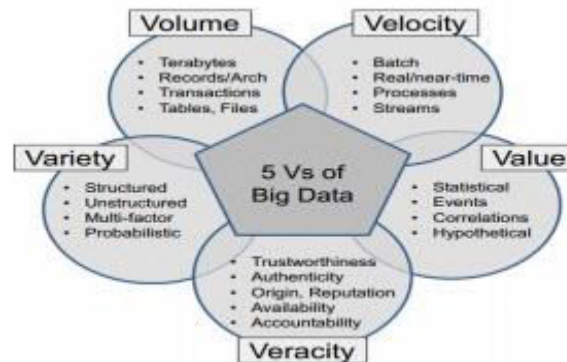 Volume
• Terabytes
• Records/Arch
• Transactions
• Tables, Files
Velocity
• Batch
• Real/near-time
• Processes
• Streams
Variety
• Structured
• Unstructured
• Multi-factor
• Probabilistic
5 Vs of
Big Data
Value
• Statistical
• Events
• Correlations
• Hypothetical
• Trustworthiness
• Authenticity
• Origin, Reputation
• Availability
• Accountability
Veracity